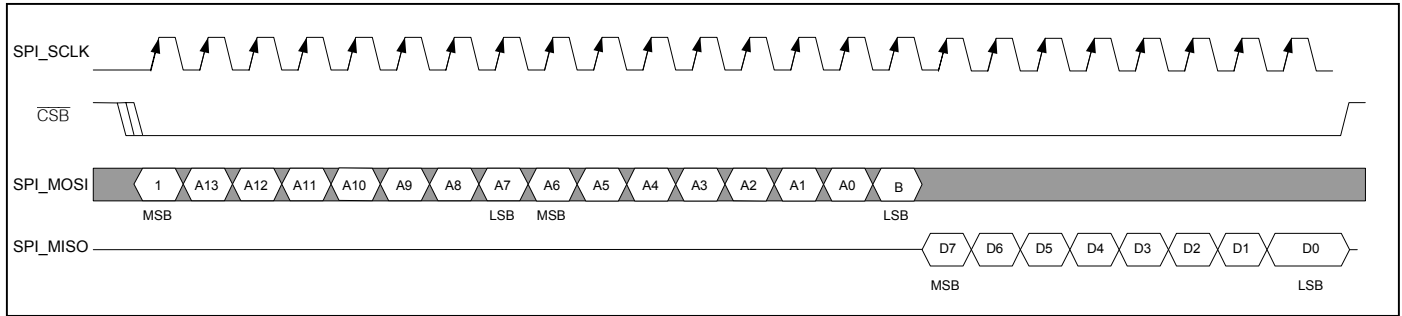 SPI_SCLK
CSB
SPI_MOSI 1 A13 A12 A11 A10 A9 A8 A7 A6 A5 A4 A3 A2 A1 A0 B
MSB LSB MSB LSB
SPI_MISO D7 D6 D5 D4 D3 D2 D1 D0
MSB LSB